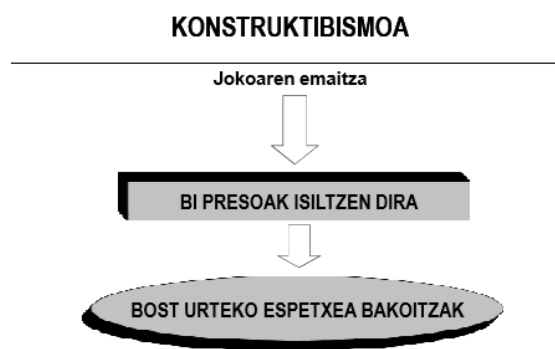 KONSTRUKTIBISMOA
Jokoaren emaitza
BI PRESOAK ISILTZEN DIRA
BOST URTEKO ESPETXEA BAKOITZAK